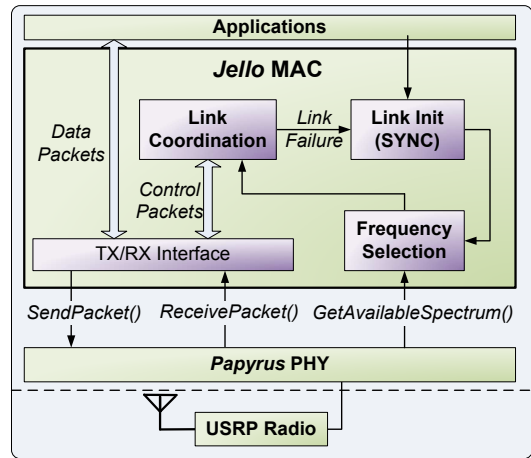 Applications
Jello MAC
Data
Packets
Link
Coordination
Link
Failure
Link Init
(SYNC)
Control
Packets
Frequency
Selection
TX/RX Interface
SendPacket()
ReceivePacket()
GetAvailableSpectrum()
Papyrus PHY
USRP Radio